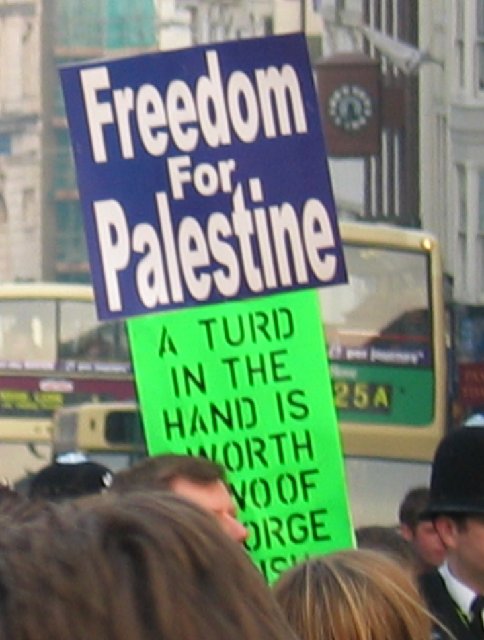 Freedom
For
Palestine
A TURD
IN THE
HAND IS
WORTH
WO OF
ORGE
25A